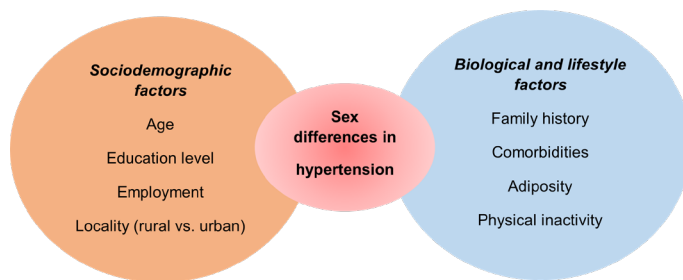 Sociodemographic
factors
Age
Education level
Employment
Locality (rural vs. urban)
Sex
differences in
hypertension
Biological and lifestyle
factors
Family history
Comorbidities
Adiposity
Physical inactivity